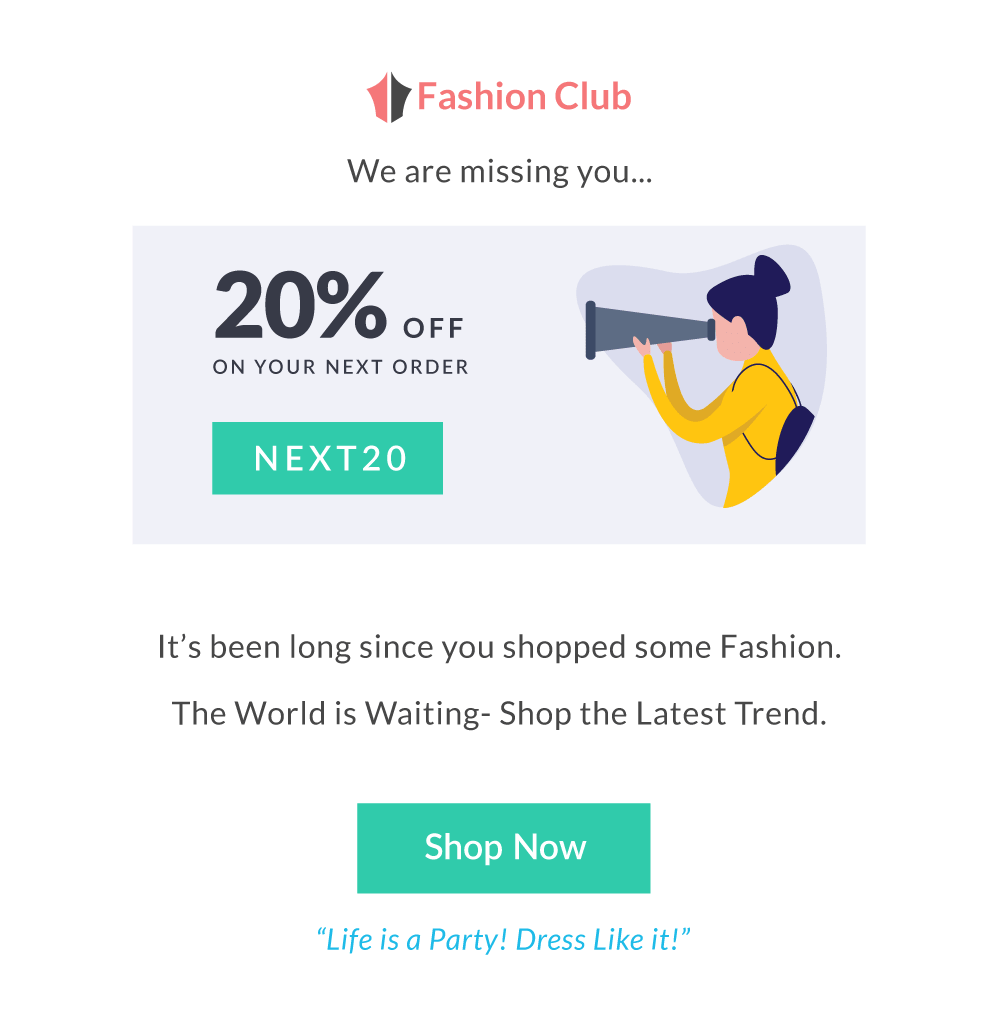 Fashion Club
We are missing you...
20% OFF
ON YOUR NEXT ORDER
NEXT20
It’s been long since you shopped some Fashion.
The World is Waiting- Shop the Latest Trend.
Shop Now
“Life is a Party! Dress Like it!”